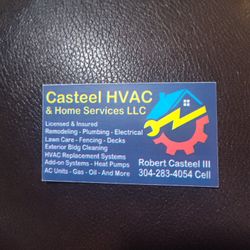 Casteel HVAC
& Home Services LLC
Licensed & Insured
Remodeling - Plumbing - Electrical
Lawn Care - Fencing - Decks
Exterior Bldg Cleaning
HVAC Replacement Systems
Add-on Systems - Heat Pumps
AC Units - Gas - Oil - And More
Robert Casteel III
304-283-4054 Cell